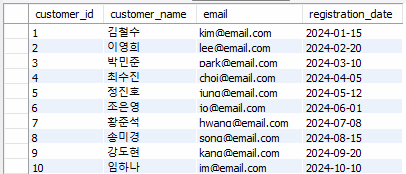 customer_id customer_name email registration_date
1 김철수 kim@email.com 2024-01-15
2 이영희 lee@email.com 2024-02-20
3 박민준 park@email.com 2024-03-10
4 최수진 choi@email.com 2024-04-05
5 정진호 jung@email.com 2024-05-12
6 조은영 jo@email.com 2024-06-01
7 황준석 hwang@email.com 2024-07-08
8 송미경 song@email.com 2024-08-15
9 강도현 kang@email.com 2024-09-20
10 임하나 im@email.com 2024-10-10